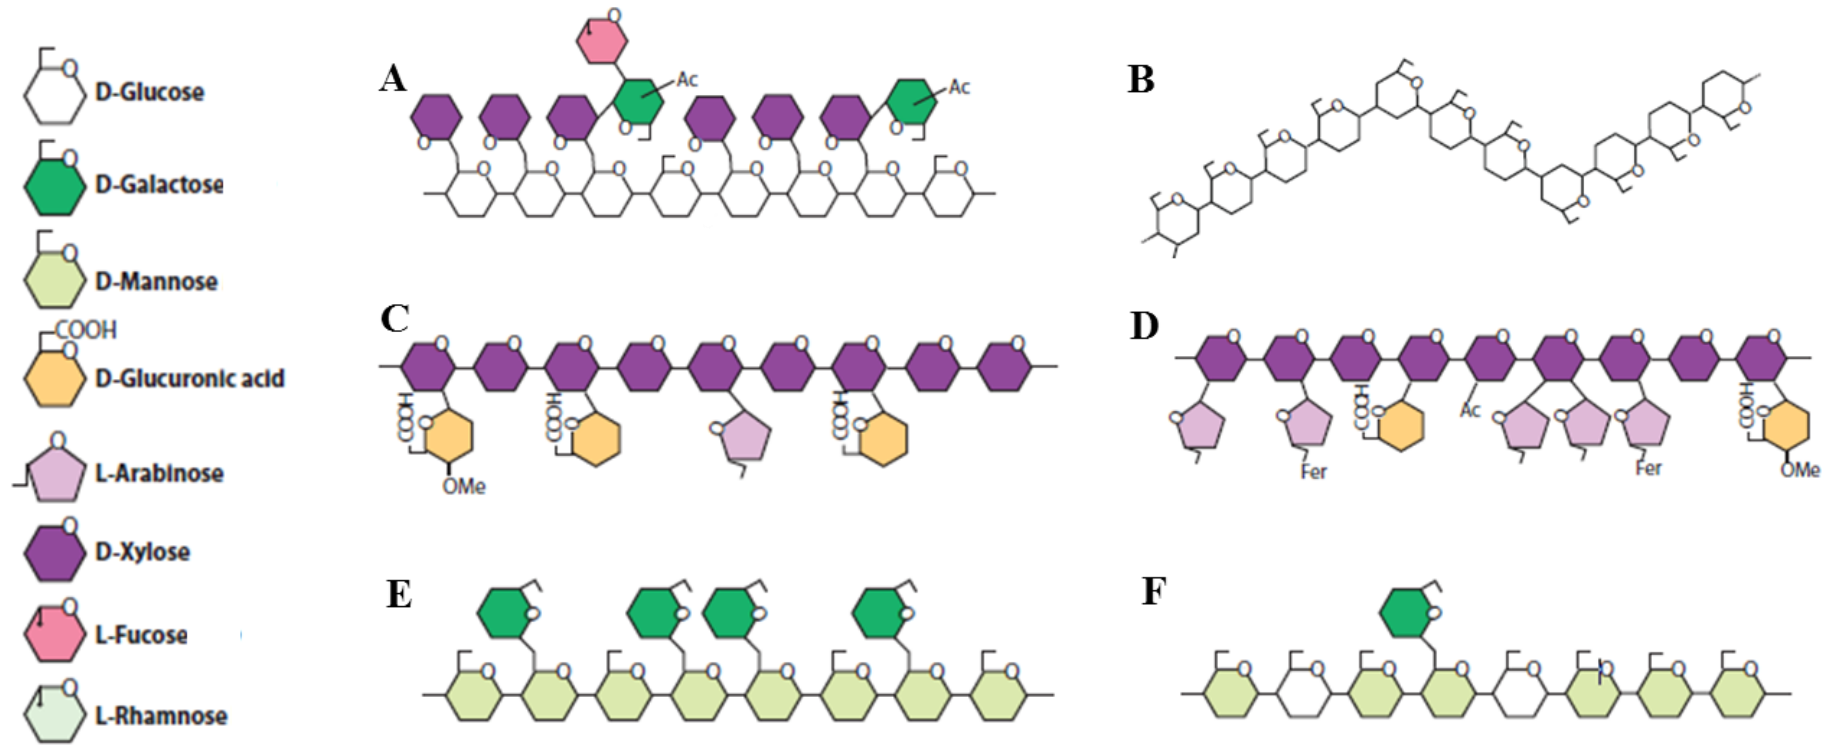 D-Glucose
D-Galactose
D-Mannose
COOH
D-Glucuronic acid
L-Arabinose
D-Xylose
L-Fucose
L-Rhamnose
A
Ac
Ac
B
C
COOH
COOH
COOH
OMe
D
COOH
Ac
COOH
Fer
Fer
OMe
E
F